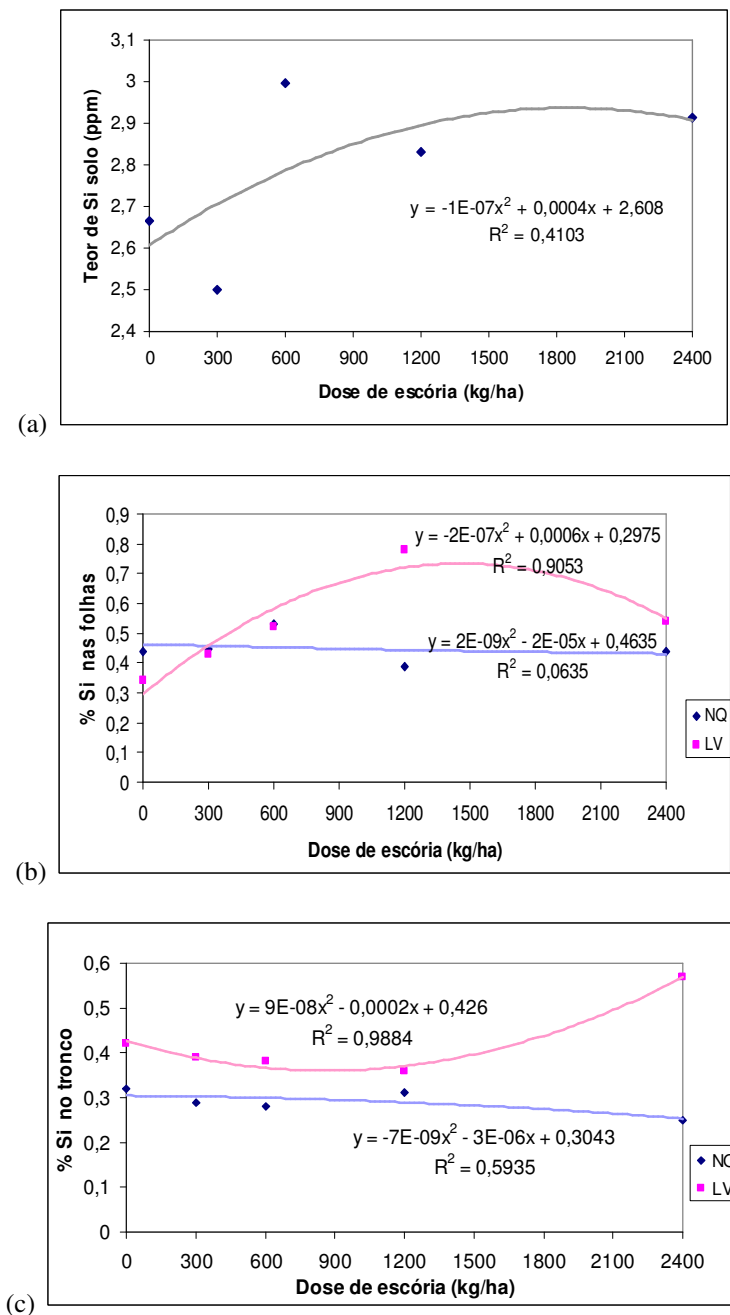 3,1
3
2,9
2,8
2,7
2,6
2,5
2,4
Teor de Si solo (ppm)
y = -1E-07x² + 0,0004x + 2,608
R² = 0,4103
0 300 600 900 1200 1500 1800 2100 2400
Dose de escória (kg/ha)
(a)
0,9
0,8
0,7
0,6
0,5
0,4
0,3
0,2
0,1
0
% Si nas folhas
y = -2E-07x² + 0,0006x + 0,2975
R² = 0,9053
y = 2E-09x² - 2E-05x + 0,4635
R² = 0,0635
NQ
LV
0 300 600 900 1200 1500 1800 2100 2400
Dose de escória (kg/ha)
(b)
0,6
0,5
0,4
0,3
0,2
0,1
0
% Si no tronco
y = 9E-08x² - 0,0002x + 0,426
R² = 0,9884
y = -7E-09x² - 3E-06x + 0,3043
R² = 0,5935
NQ
LV
0 300 600 900 1200 1500 1800 2100 2400
Dose de escória (kg/ha)
(c)